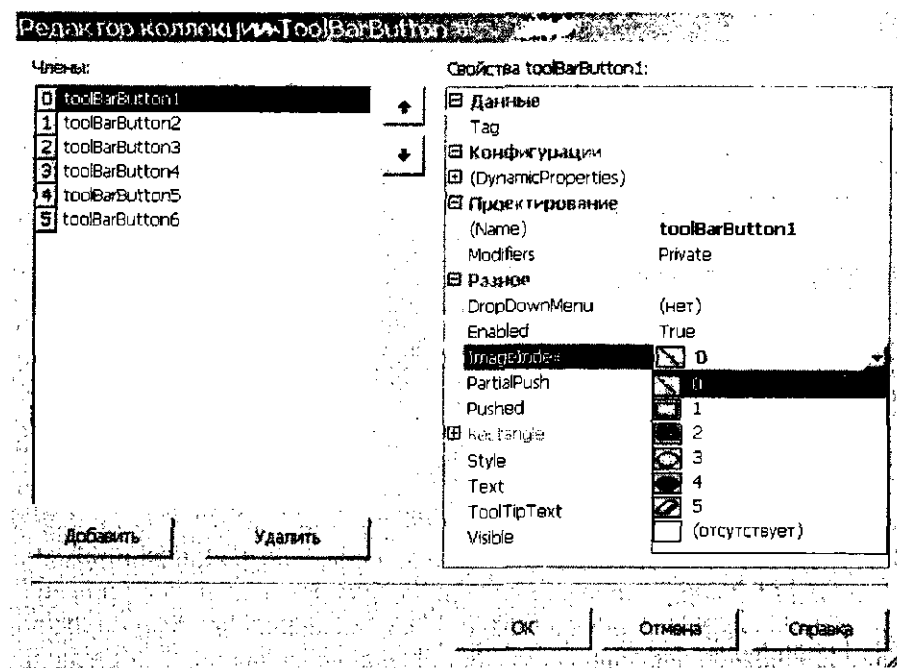 Редактор коллекции ToolBarButton
Члены:
0 toolBarButton1
1 toolBarButton2
2 toolBarButton3
3 toolBarButton4
4 toolBarButton5
5 toolBarButton6
Добавить Удалить
Свойства toolBarButton1:
Данные
Tag
Конфигурации
(DynamicProperties)
Проектирование
(Name) toolBarButton1
Modifiers Private
Разное
DropDownMenu (нет)
Enabled True
ImageIndex 0
PartialPush 0
Pushed 1
Rectangle 2
Style 3
Text 4
ToolTipText 5
Visible (отсутствует)
ОК Отмена Справка